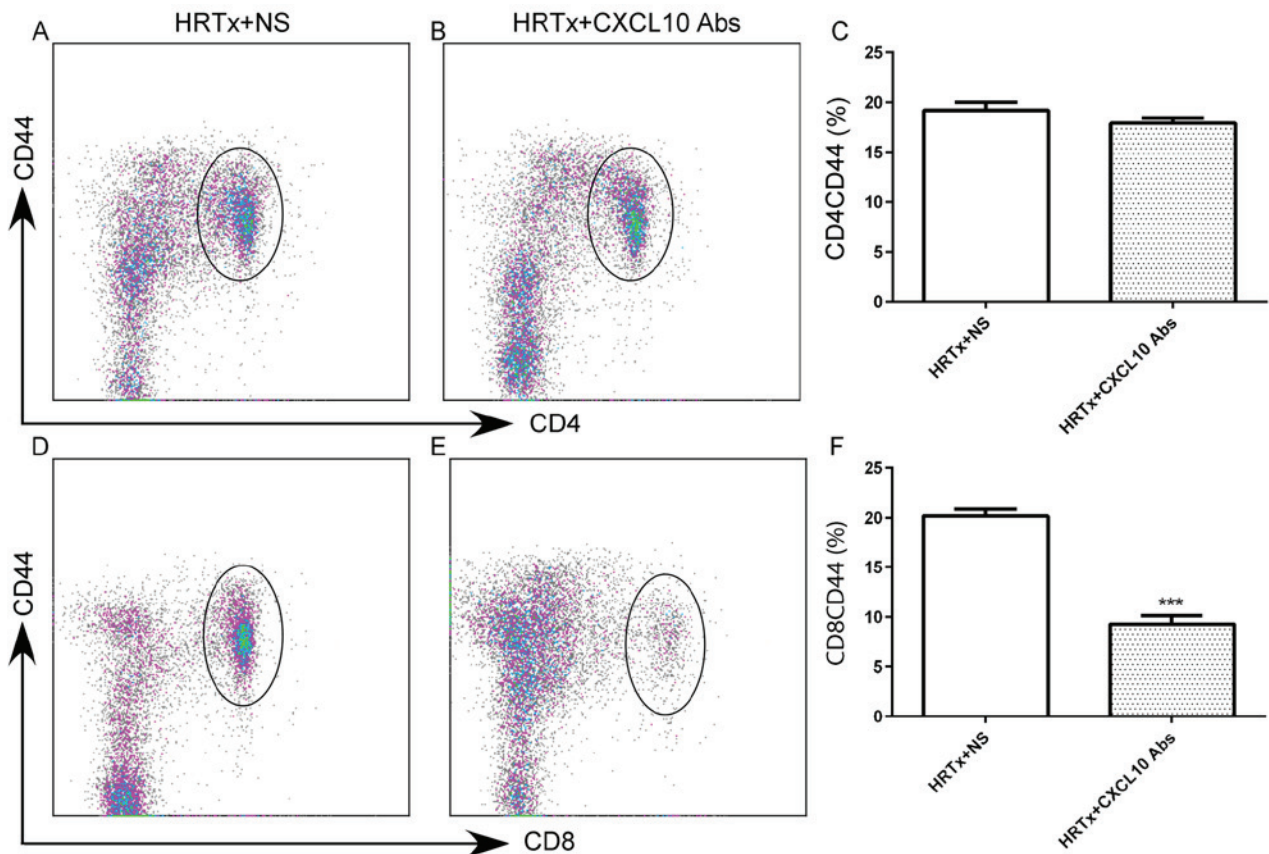 A
HRTx+NS
B
HRTx+CXCL10 Abs
C
CD44
CD4
CD4CD44 (%)
25
20
15
10
5
0
HRTx+NS
HRTx+CXCL10 Abs
D
E
F
CD44
CD8
CD8CD44 (%)
25
20
15
10
5
0
***
HRTx+NS
HRTx+CXCL10 Abs